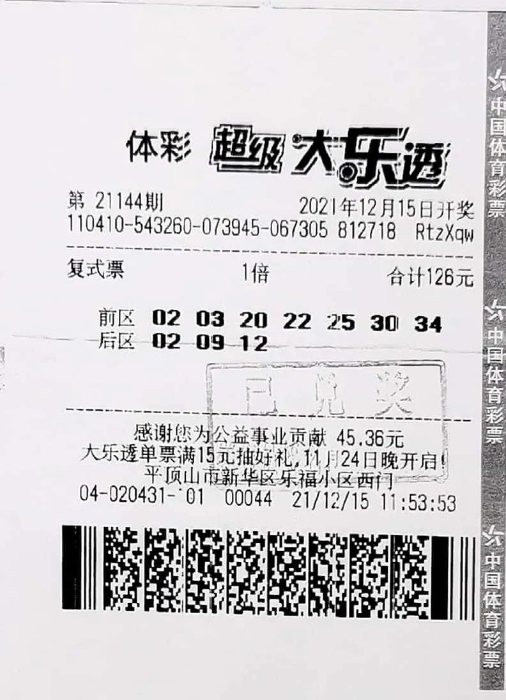 体彩 超级大乐透
第 21144期 2021年12月15日开奖
110410-543260-073945-067305 812718 RtzXqw
复式票 1倍 合计126元
前区 02 03 20 22 25 30 34
后区 02 09 12
已兑奖
感谢您为公益事业贡献 45.36元
大乐透单票满15元抽好礼,11月24日晚开启!
平顶山市新华区乐福小区西门
04-020431-101 00044 21/12/15 11:53:53
中国体育彩票
中国体育彩票
中国体育彩票